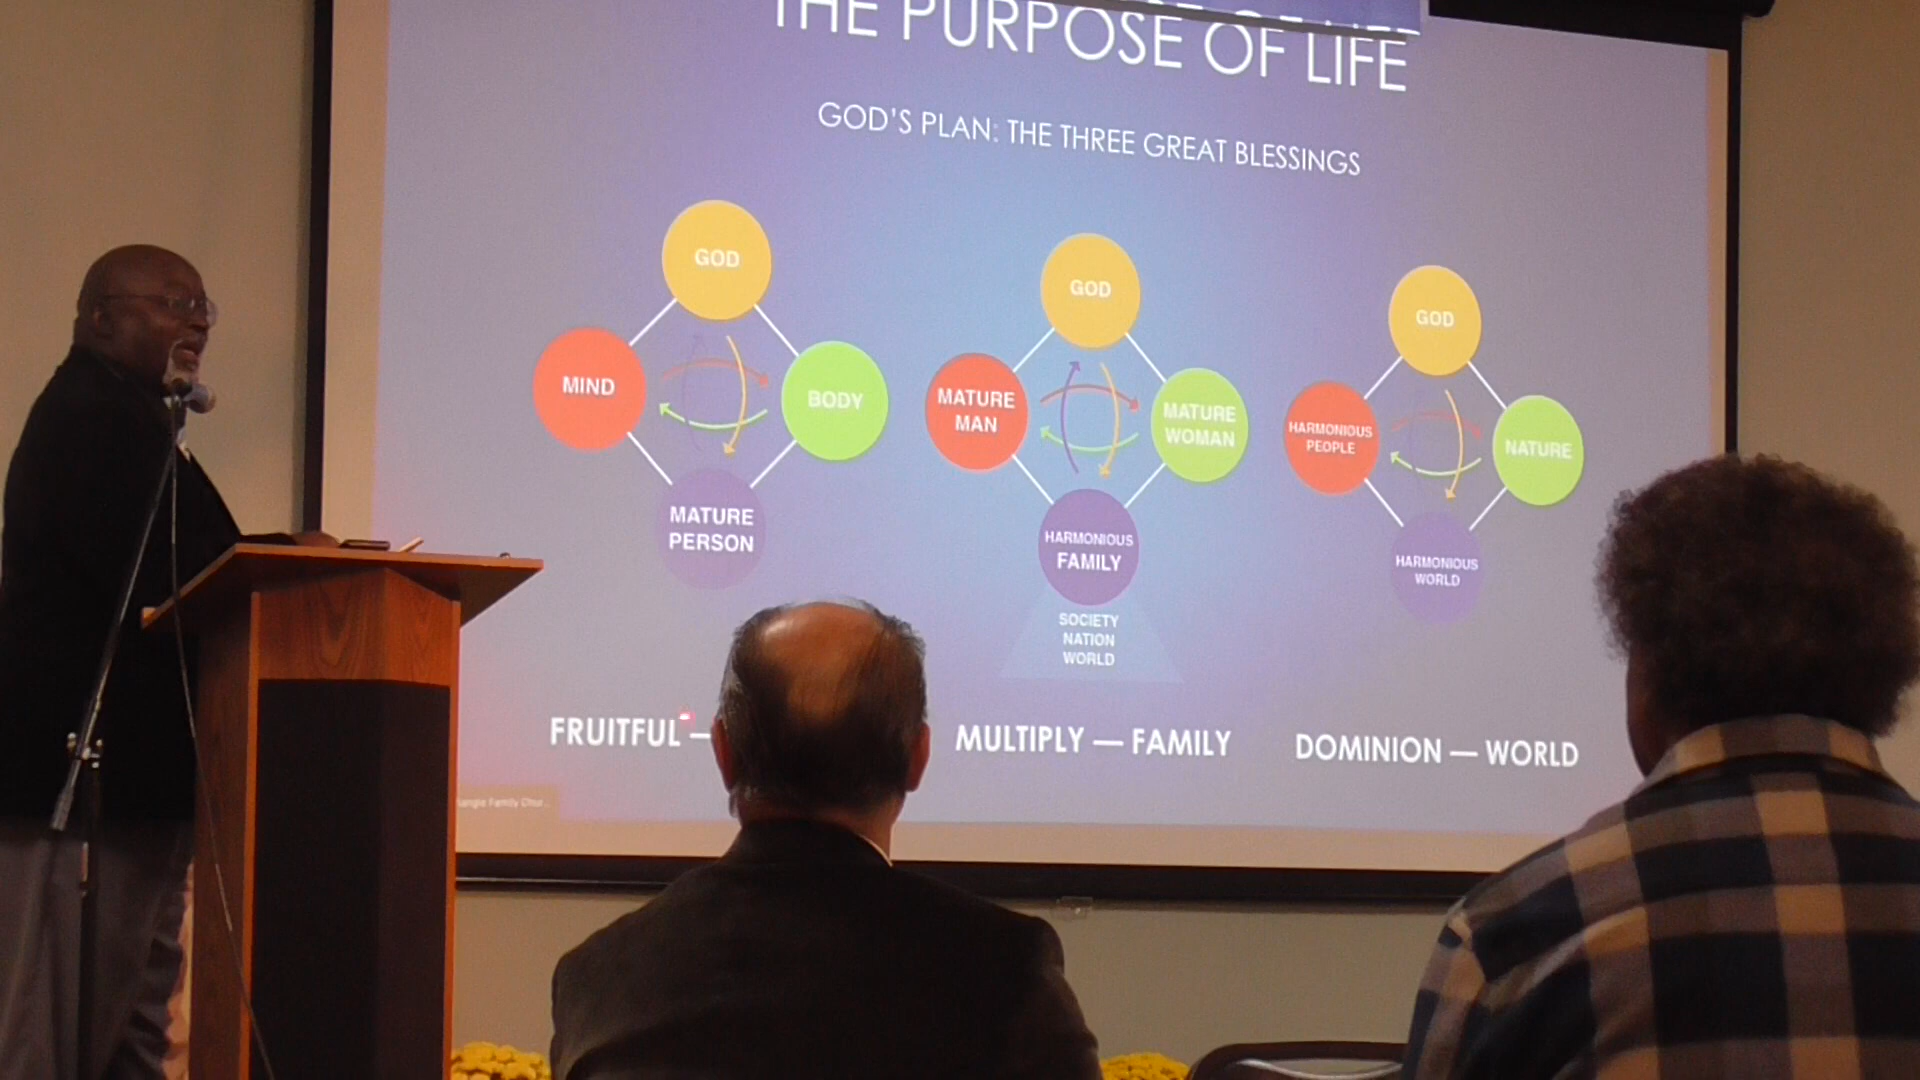 THE PURPOSE OF LIFE
GOD'S PLAN: THE THREE GREAT BLESSINGS
GOD
MIND
BODY
MATURE
PERSON
GOD
MATURE
MAN
MATURE
WOMAN
HARMONIOUS
FAMILY
SOCIETY
NATION
WORLD
GOD
HARMONIOUS
PEOPLE
NATURE
HARMONIOUS
WORLD
FRUITFUL —
MULTIPLY — FAMILY
DOMINION — WORLD
Family